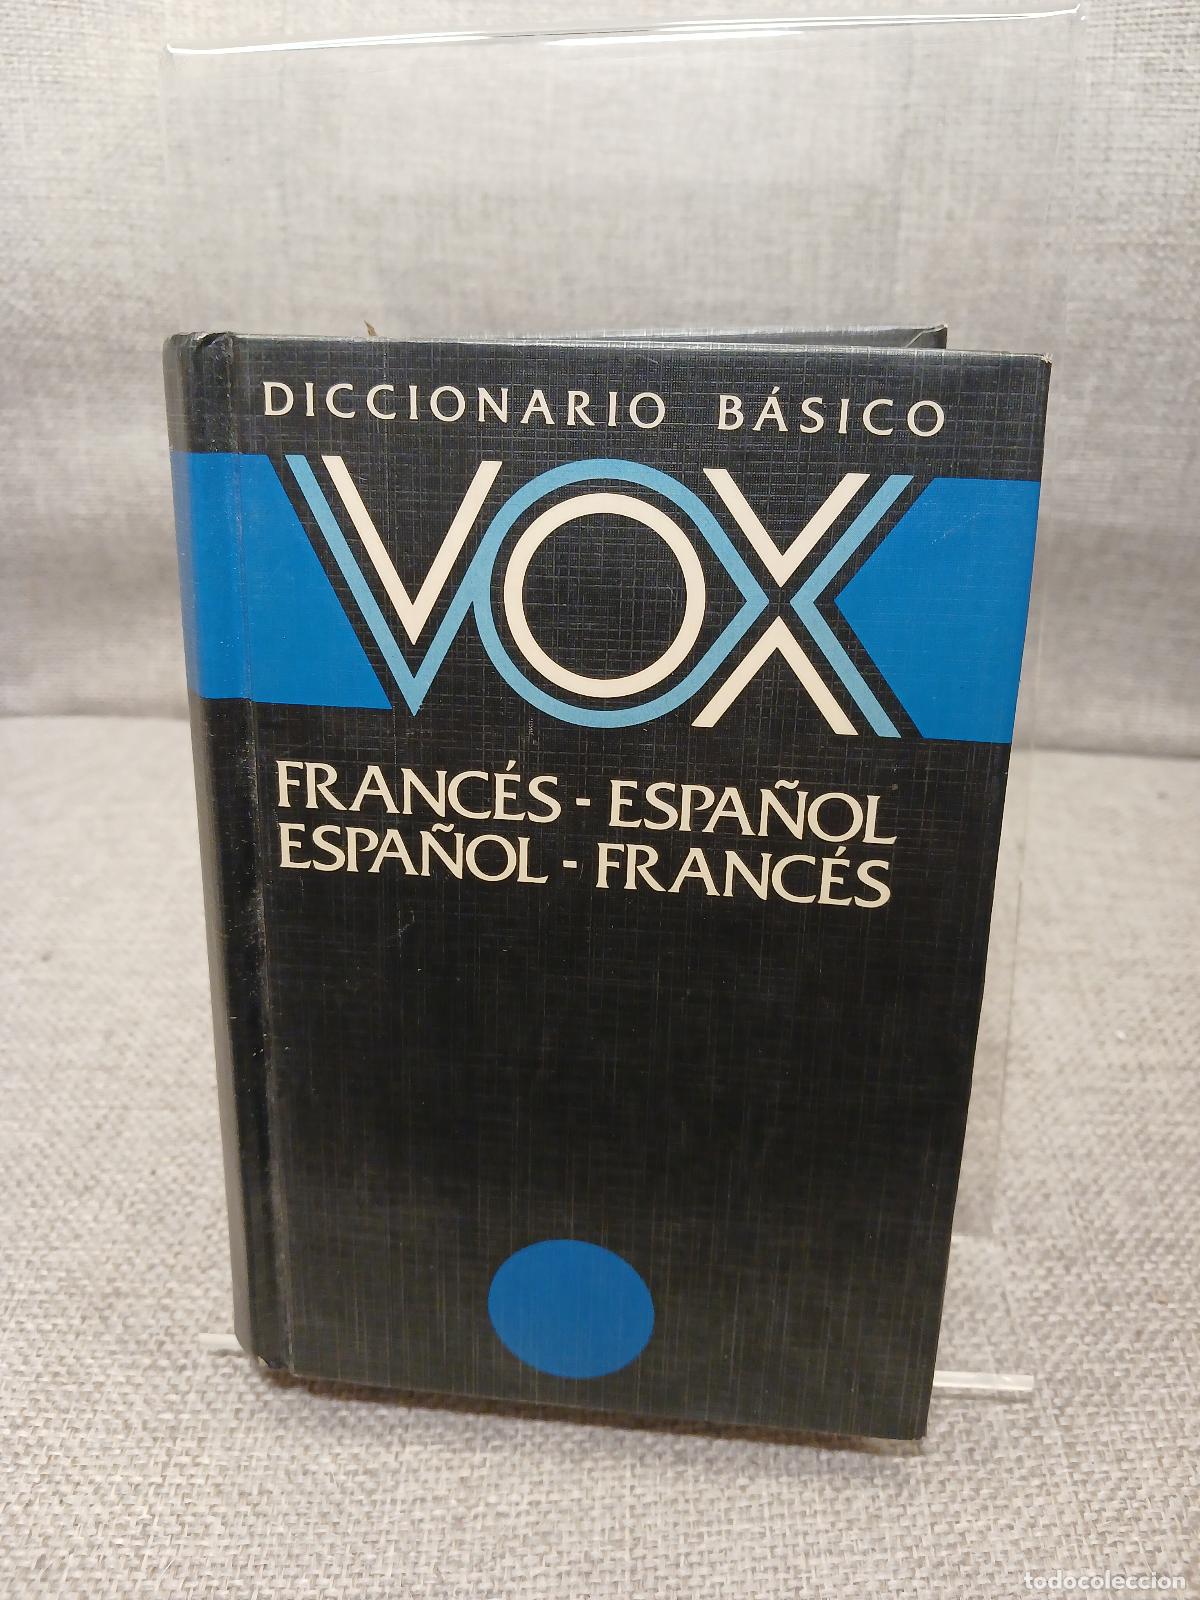 DICCIONARIO BÁSICO
VOX
FRANCÉS - ESPAÑOL
ESPAÑOL - FRANCÉS
todocoleccion